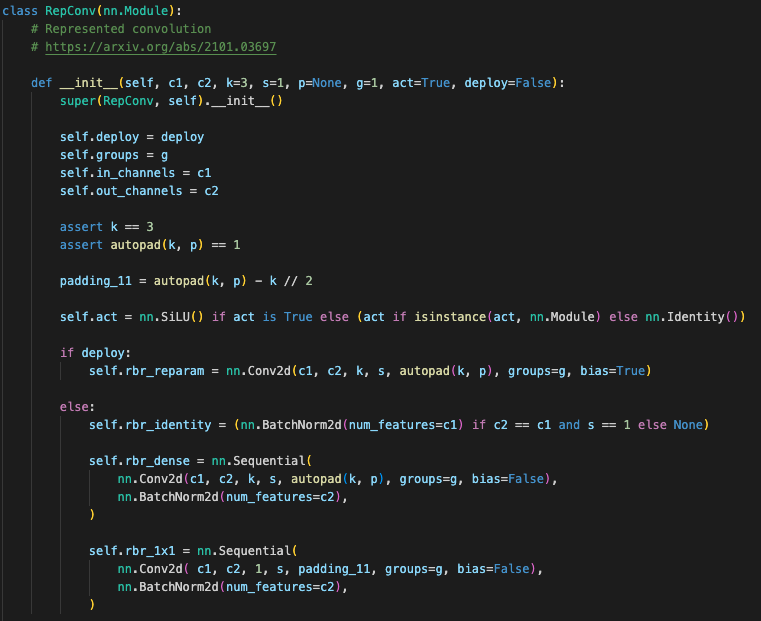 class RepConv(nn.Module):
    # Represented convolution
    # https://arxiv.org/abs/2101.03697

    def __init__(self, c1, c2, k=3, s=1, p=None, g=1, act=True, deploy=False):
        super(RepConv, self).__init__()

        self.deploy = deploy
        self.groups = g
        self.in_channels = c1
        self.out_channels = c2

        assert k == 3
        assert autopad(k, p) == 1

        padding_11 = autopad(k, p) - k // 2

        self.act = nn.SiLU() if act is True else (act if isinstance(act, nn.Module) else nn.Identity())

        if deploy:
            self.rbr_reparam = nn.Conv2d(c1, c2, k, s, autopad(k, p), groups=g, bias=True)

        else:
            self.rbr_identity = (nn.BatchNorm2d(num_features=c1) if c2 == c1 and s == 1 else None)

            self.rbr_dense = nn.Sequential(
                nn.Conv2d(c1, c2, k, s, autopad(k, p), groups=g, bias=False),
                nn.BatchNorm2d(num_features=c2),
            )

            self.rbr_1x1 = nn.Sequential(
                nn.Conv2d( c1, c2, 1, s, padding_11, groups=g, bias=False),
                nn.BatchNorm2d(num_features=c2),
            )